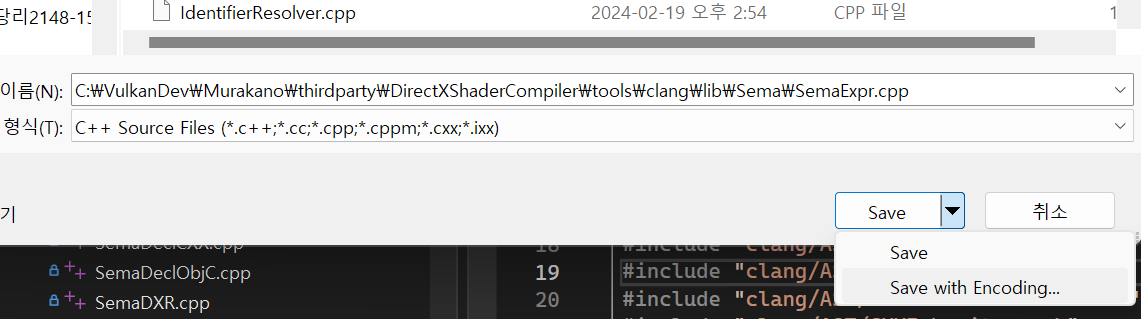 당리2148-15
IdentifierResolver.cpp 2024-02-19 오후 2:54 CPP 파일 1
이름(N): C:₩VulkanDev₩Murakano₩thirdparty₩DirectXShaderCompiler₩tools₩clang₩lib₩Sema₩SemaExpr.cpp
형식(T): C++ Source Files (*.c++;*.cc;*.cpp;*.cppm;*.cxx;*.ixx)
기 Save 취소
Save
Save with Encoding...
SemaDeclCXX.cpp 18 #include "clang/A
SemaDeclObjC.cpp 19 #include "clang/A
SemaDXR.cpp 20 #include "clang/A